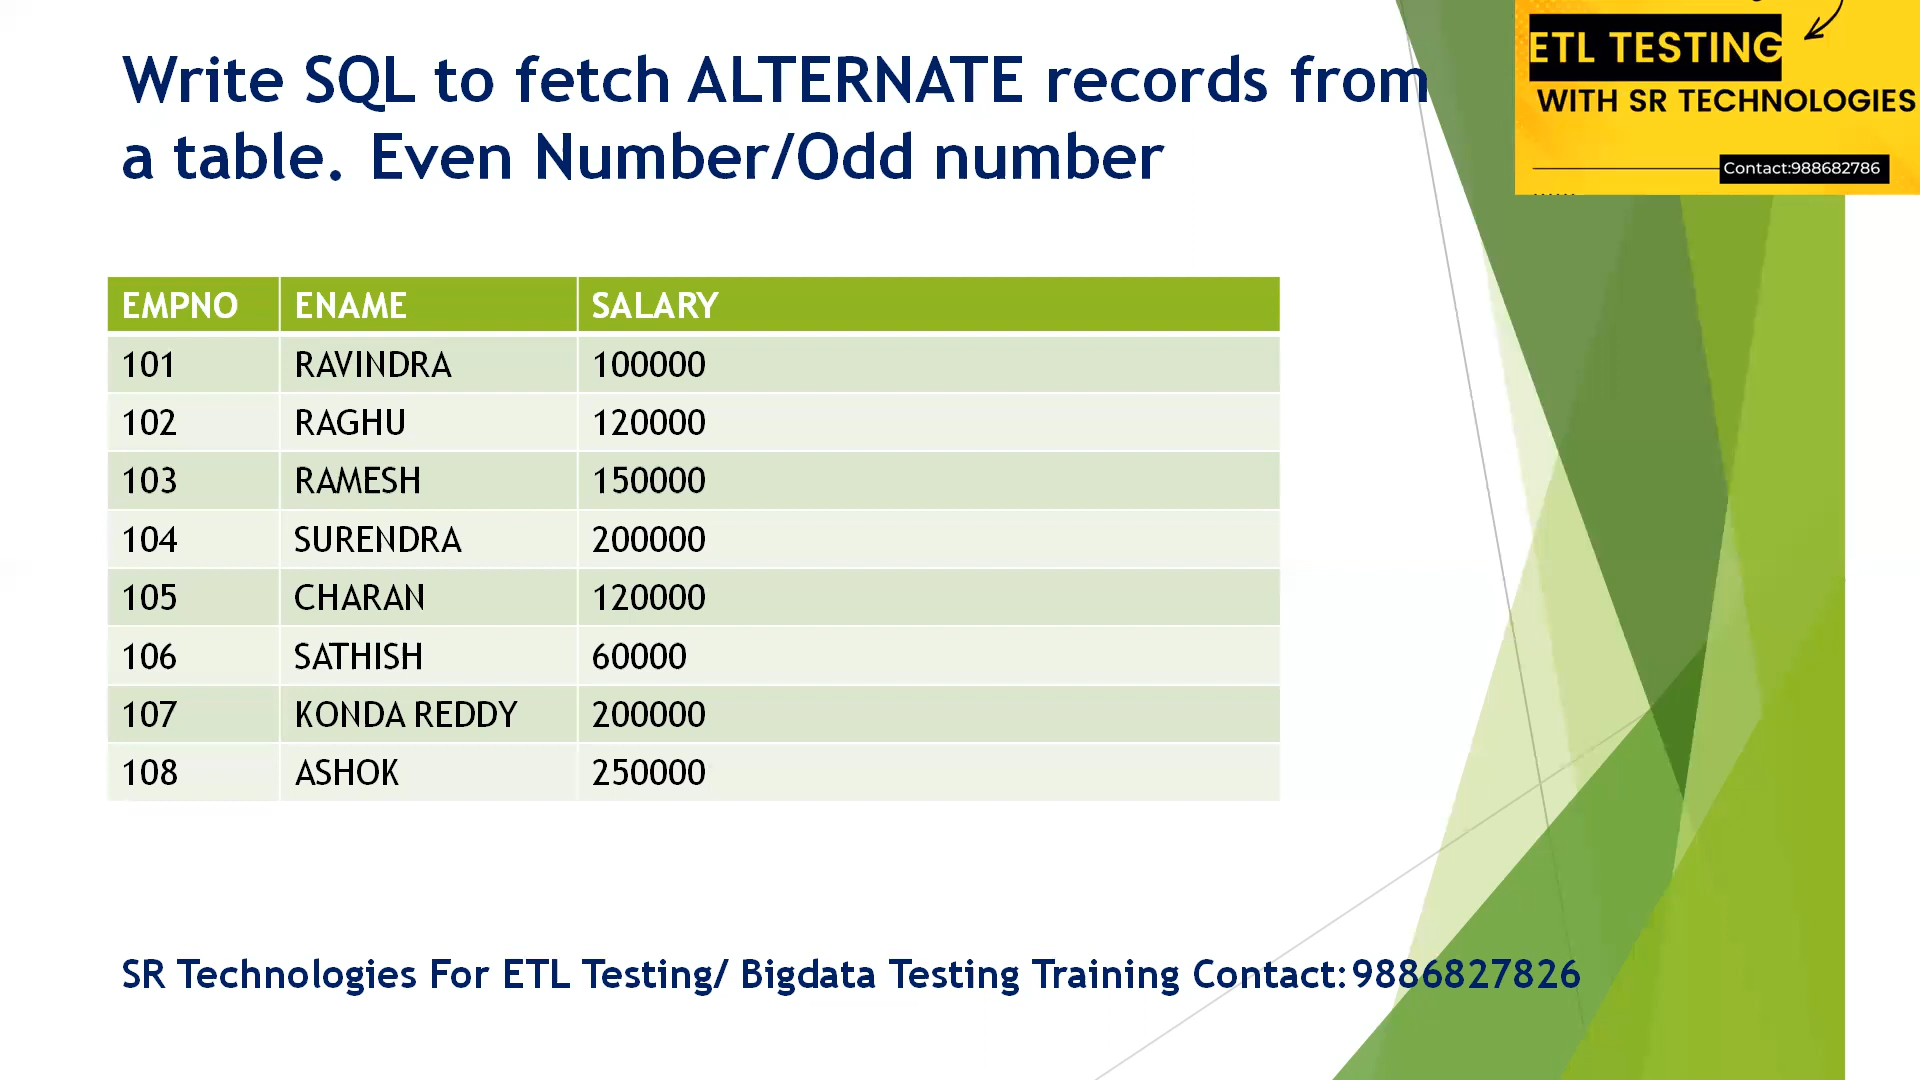 Write SQL to fetch ALTERNATE records from
a table. Even Number/Odd number
ETL TESTING
WITH SR TECHNOLOGIES
Contact:988682786
EMPNO ENAME SALARY
101 RAVINDRA 100000
102 RAGHU 120000
103 RAMESH 150000
104 SURENDRA 200000
105 CHARAN 120000
106 SATHISH 60000
107 KONDA REDDY 200000
108 ASHOK 250000
SR Technologies For ETL Testing/ Bigdata Testing Training Contact:9886827826